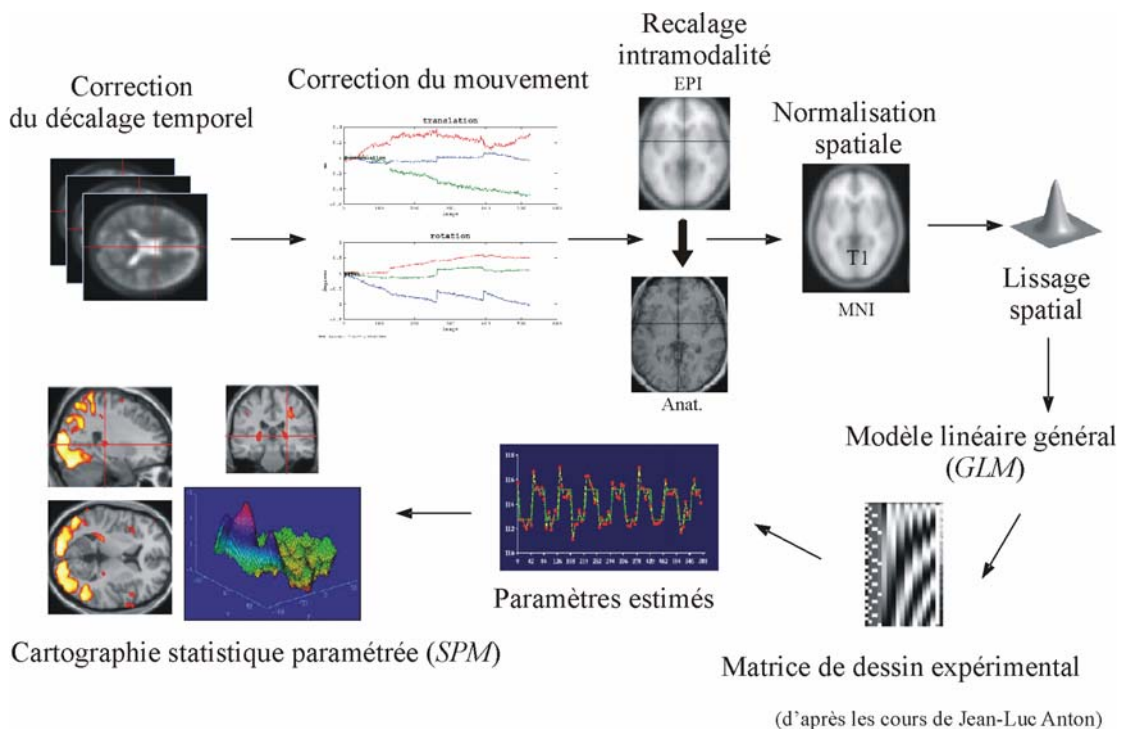 Correction
du décalage temporel
Correction du mouvement
translation
image
rotation
image
Recalage
intramodalité
EPI
Anat.
Normalisation
spatiale
T1
MNI
Lissage
spatial
Modèle linéaire général
(GLM)
Matrice de dessin expérimental
Paramètres estimés
Cartographie statistique paramétrée (SPM)
(d'après les cours de Jean-Luc Anton)